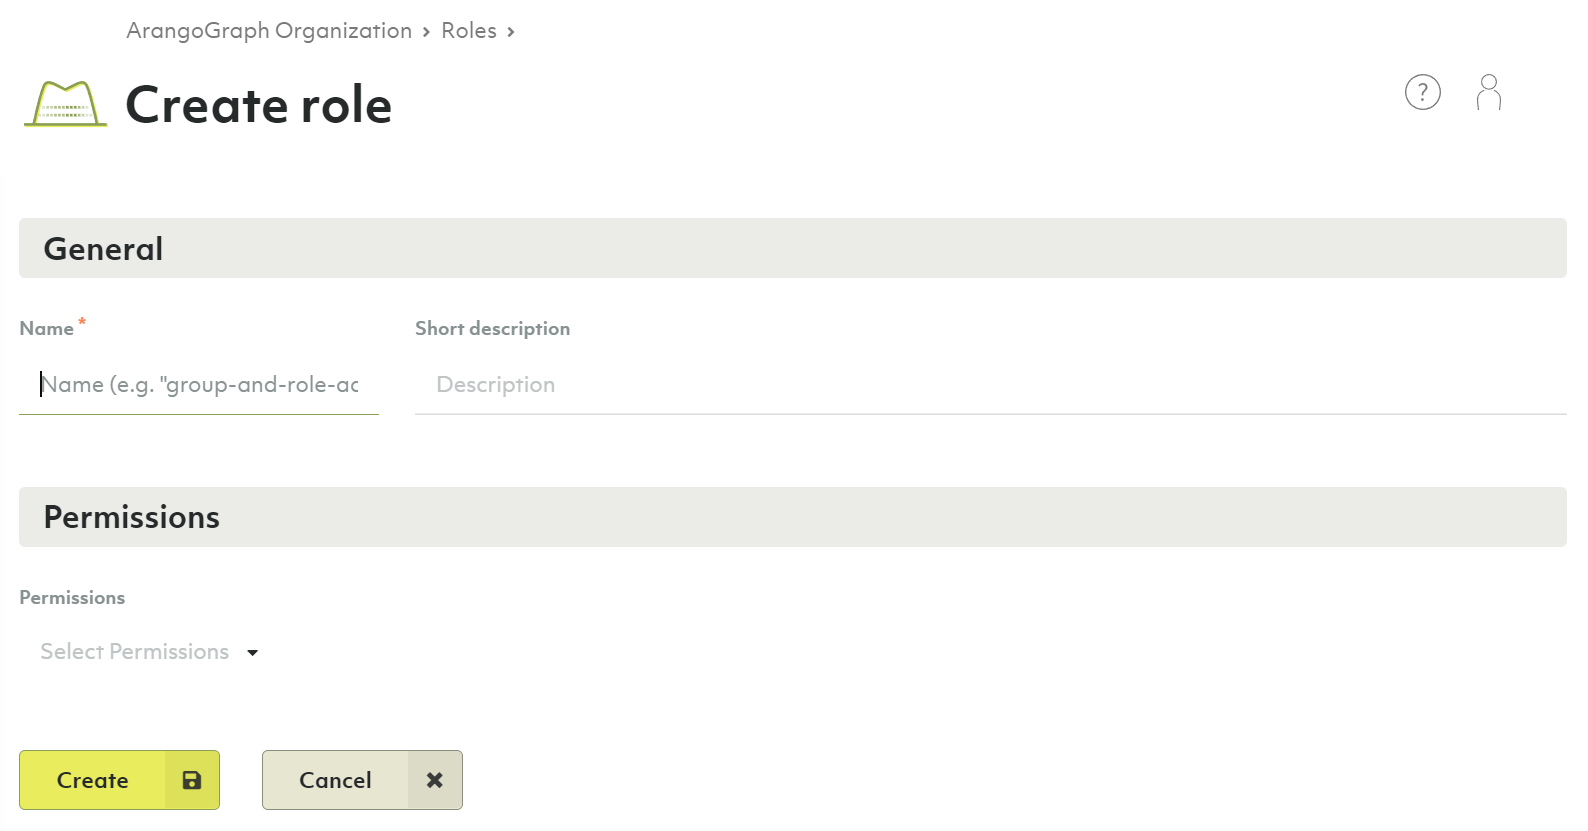 ArangoGraph Organization › Roles ›
Create role
?
General
Name *
Short description
Name (e.g. "group-and-role-ac
Description
Permissions
Permissions
Select Permissions
Create
Cancel